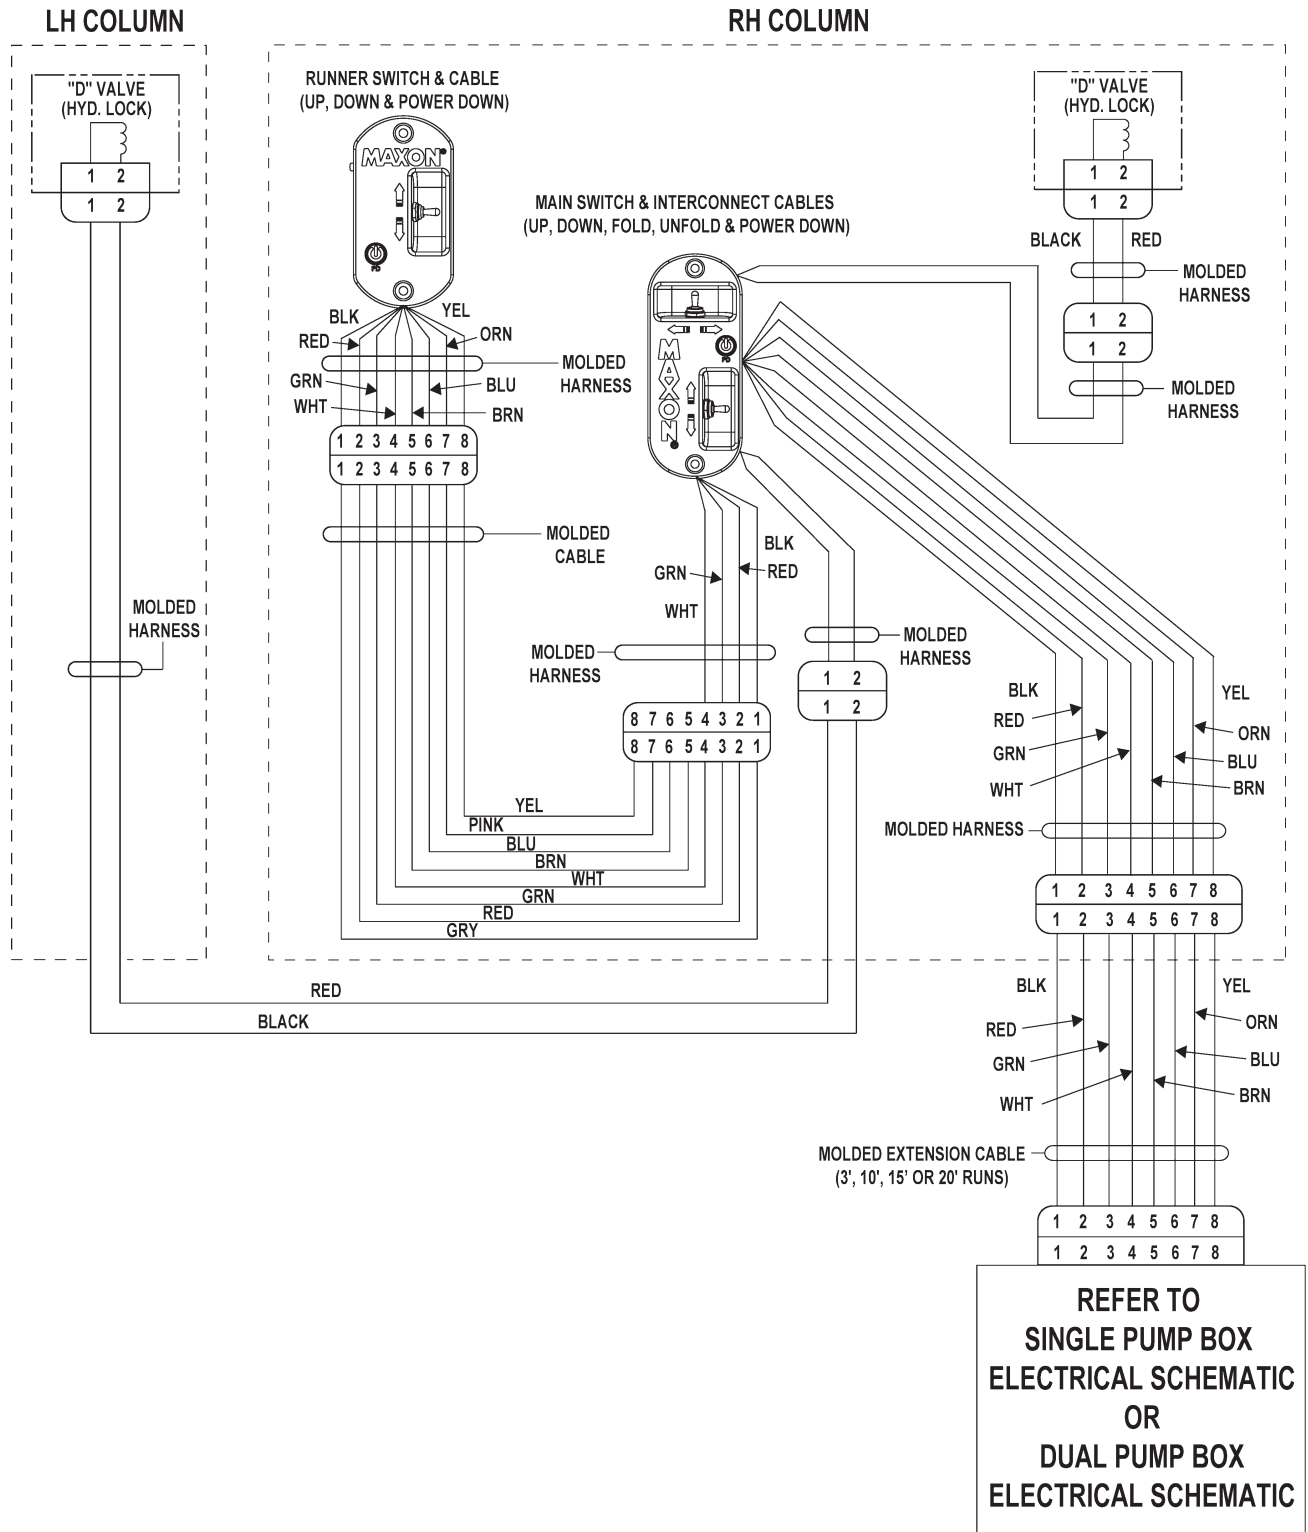 LH COLUMN
RH COLUMN
"D" VALVE
(HYD. LOCK)
1 2
1 2
MOLDED
HARNESS
RUNNER SWITCH & CABLE
(UP, DOWN & POWER DOWN)
MAXON
PD
BLK
YEL
RED
ORN
MOLDED
HARNESS
GRN
BLU
WHT
BRN
1 2 3 4 5 6 7 8
1 2 3 4 5 6 7 8
MOLDED
CABLE
MAIN SWITCH & INTERCONNECT CABLES
(UP, DOWN, FOLD, UNFOLD & POWER DOWN)
PD
MAXON
"D" VALVE
(HYD. LOCK)
1 2
1 2
BLACK
RED
MOLDED
HARNESS
1 2
1 2
MOLDED
HARNESS
BLK
GRN
RED
WHT
MOLDED
HARNESS
MOLDED
HARNESS
1 2
1 2
8 7 6 5 4 3 2 1
8 7 6 5 4 3 2 1
YEL
PINK
BLU
BRN
WHT
GRN
RED
GRY
RED
BLACK
BLK
YEL
RED
ORN
GRN
BLU
WHT
BRN
MOLDED HARNESS
1 2 3 4 5 6 7 8
1 2 3 4 5 6 7 8
BLK
YEL
RED
ORN
GRN
BLU
WHT
BRN
MOLDED EXTENSION CABLE
(3', 10', 15' OR 20' RUNS)
1 2 3 4 5 6 7 8
1 2 3 4 5 6 7 8
REFER TO
SINGLE PUMP BOX
ELECTRICAL SCHEMATIC
OR
DUAL PUMP BOX
ELECTRICAL SCHEMATIC